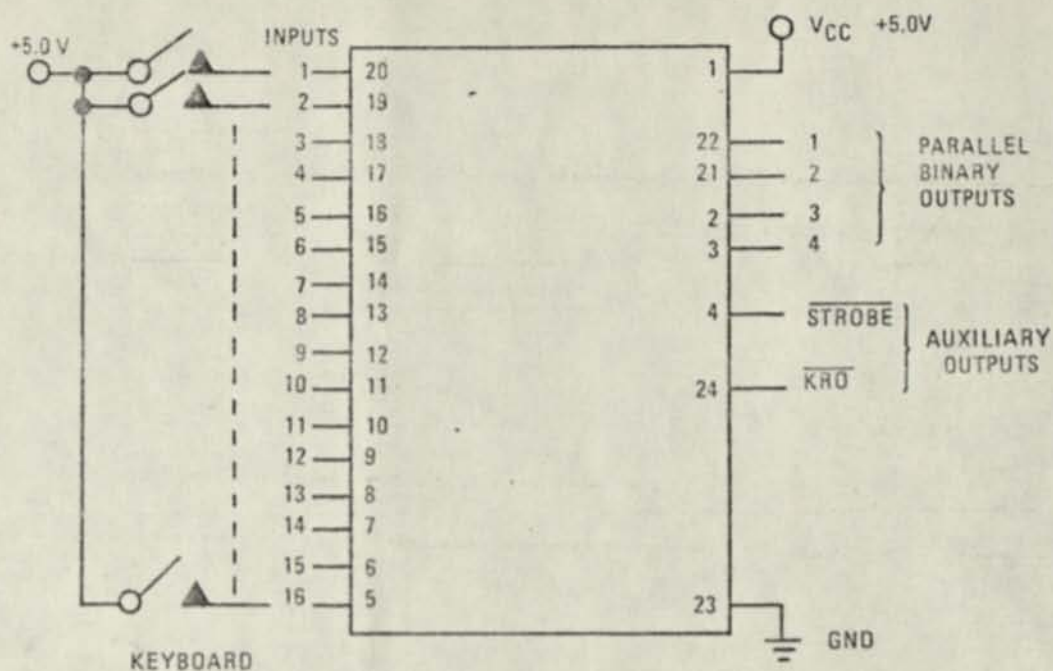 +5.0 V
INPUTS
VCC +5.0V
1 20 1
2 19
3 18 22 1
4 17 21 2
5 16 2 3
6 15 3 4
PARALLEL
BINARY
OUTPUTS
7 14
8 13 4 STROBE
9 12
10 11 24 KRO
AUXILIARY
OUTPUTS
11 10
12 9
13 8
14 7
15 6
16 5 23
GND
KEYBOARD